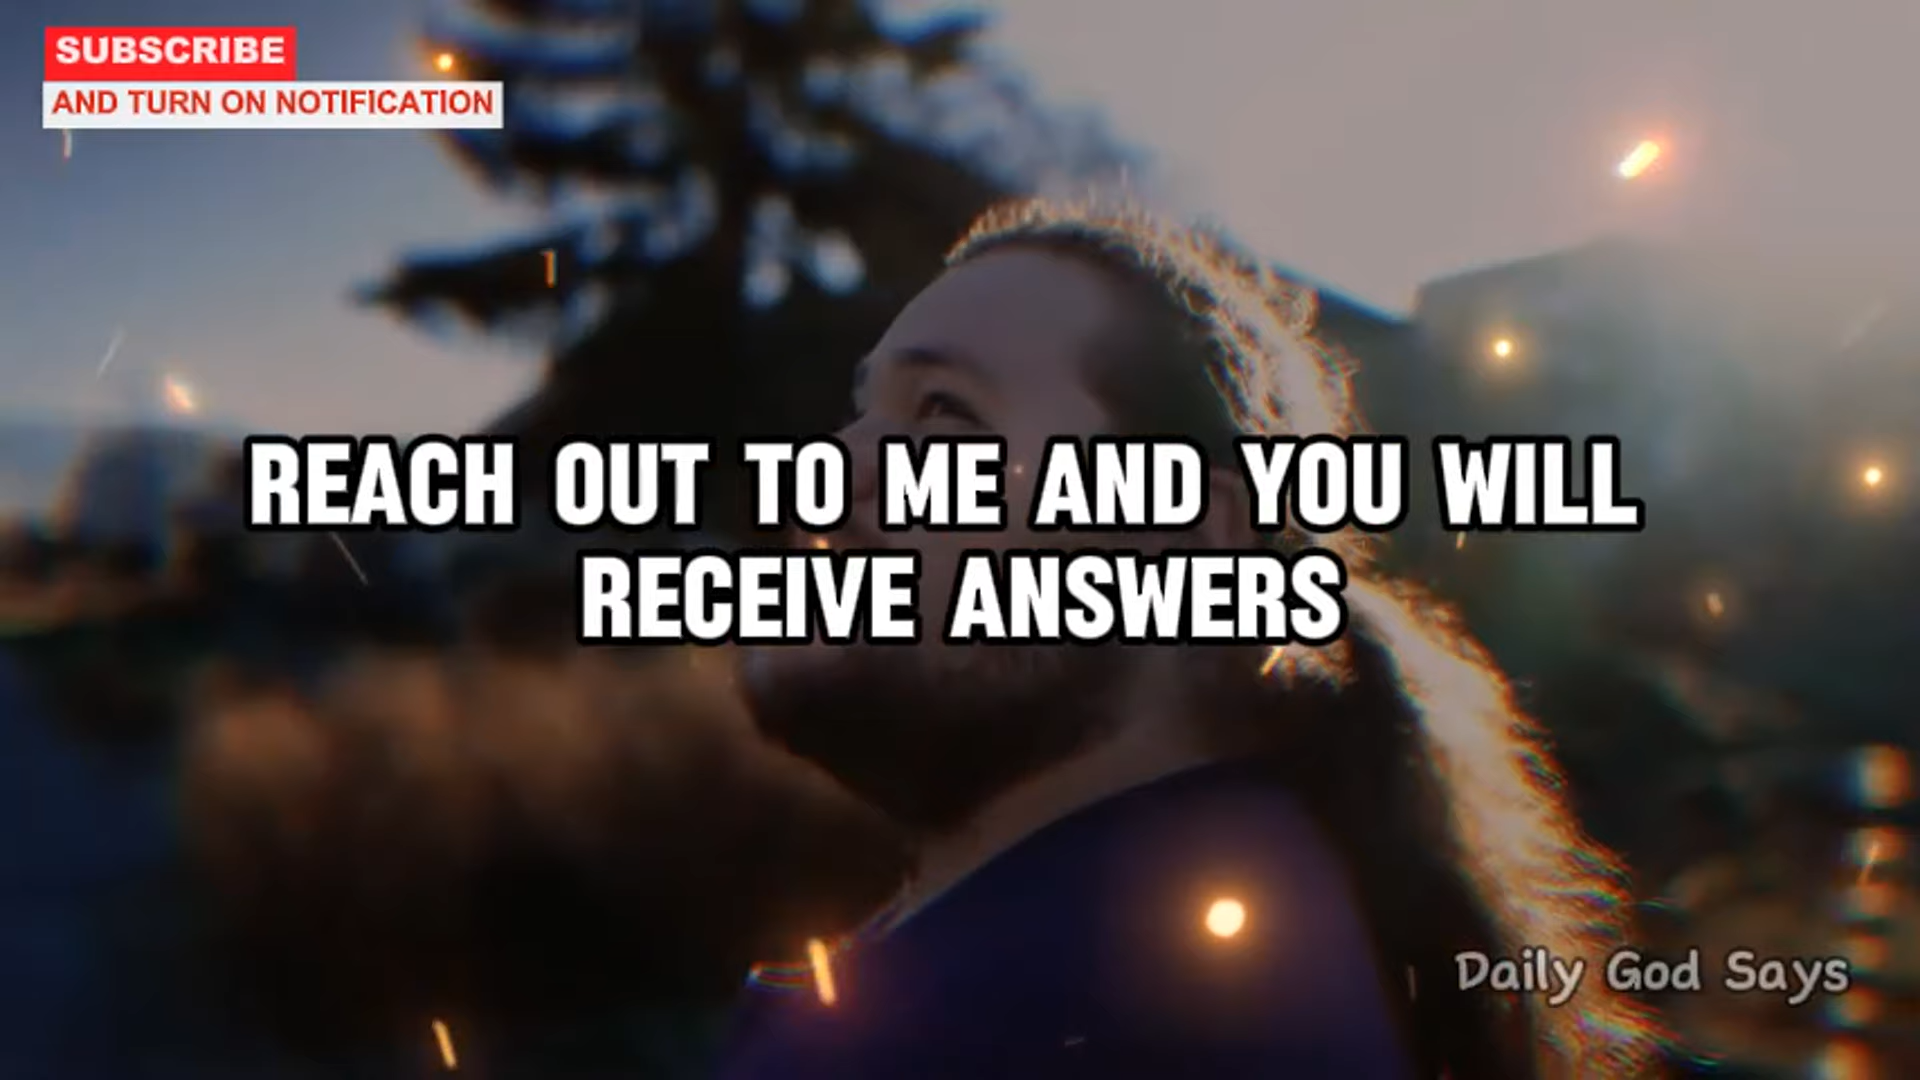 SUBSCRIBE
AND TURN ON NOTIFICATION
REACH OUT TO ME AND YOU WILL
RECEIVE ANSWERS
Daily God Says